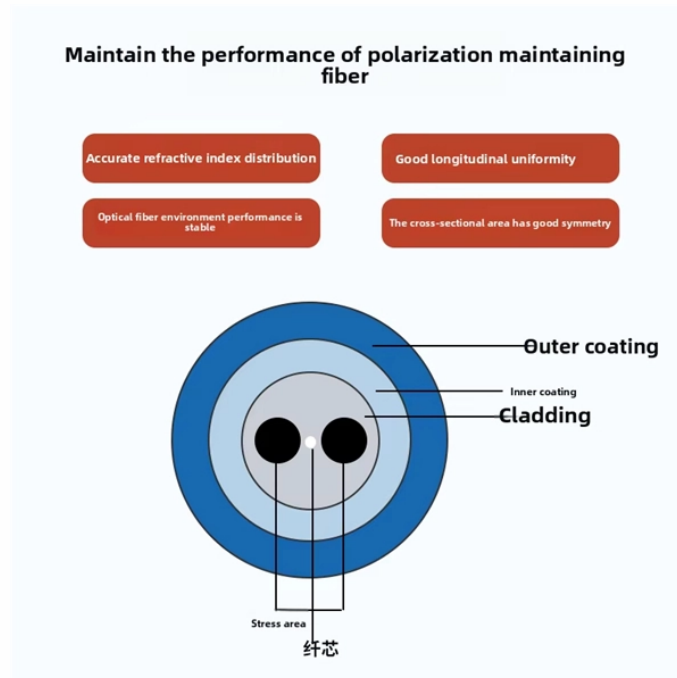 Maintain the performance of polarization maintaining
fiber
Accurate refractive index distribution
Good longitudinal uniformity
Optical fiber environment performance is
stable
The cross-sectional area has good symmetry
Outer coating
Inner coating
Cladding
Stress area
纤芯